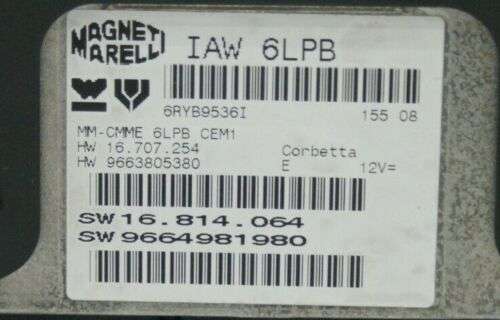 MAGNETI
MARELLI
IAW 6LPB
6RYB9536I
155 08
MM-CMME 6LPB CEM1
HW 16.707.254
Corbetta
HW 9663805380
E
12V=
SW 16.814.064
SW 9664981980